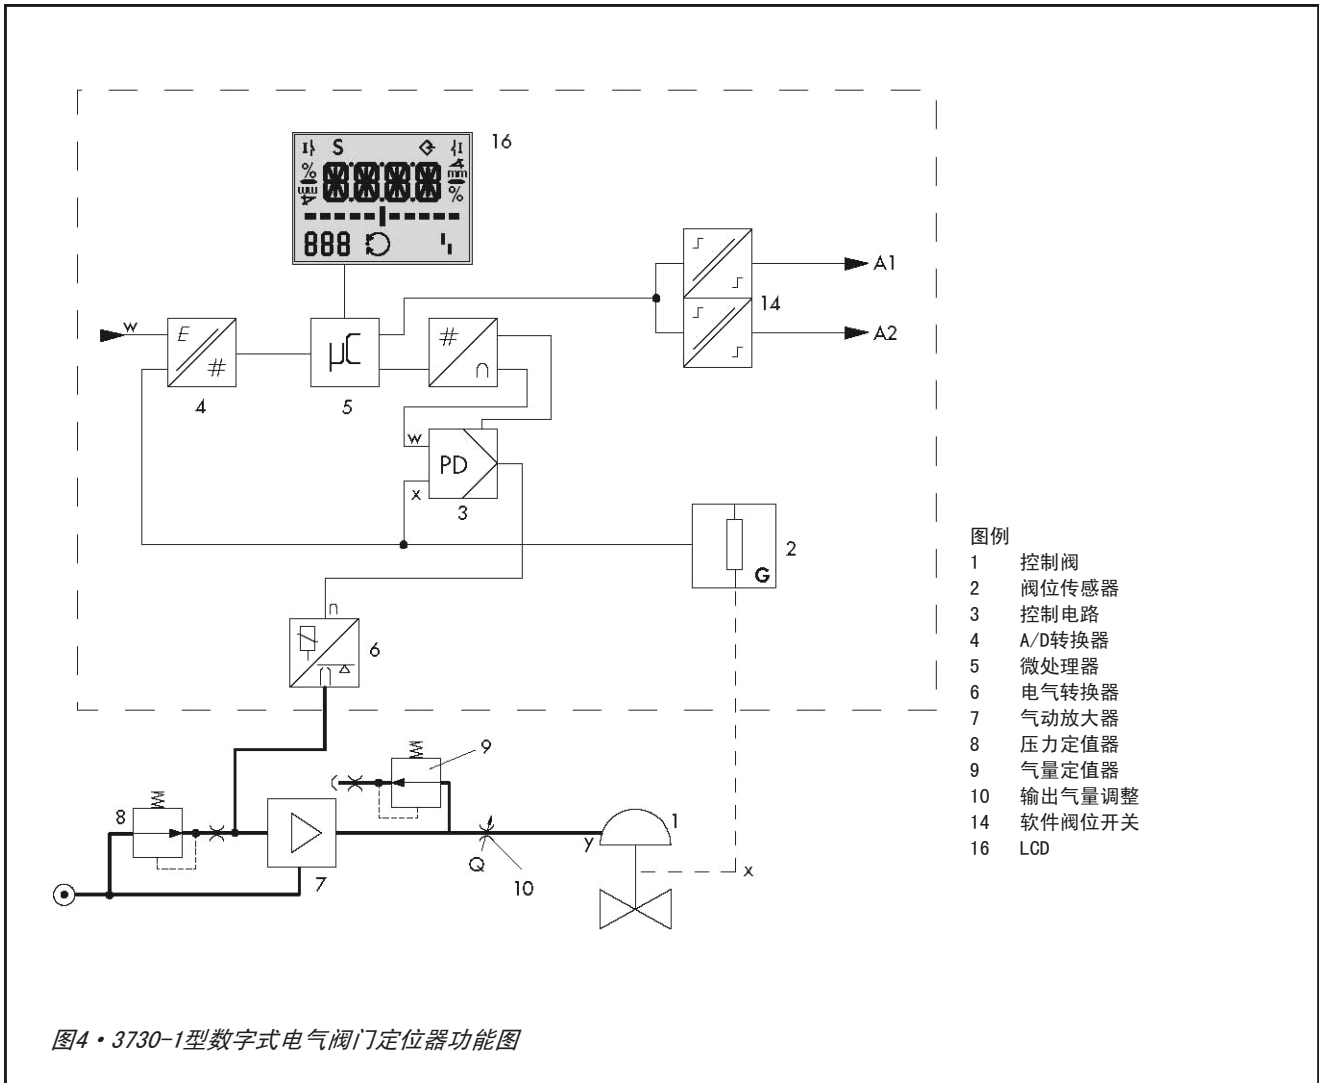 16
S
%
mm
mm
%
888
A1
14
A2
w
E
#
4
μC
5
#
w
PD
x
3
2
G
6
9
8
7
Q
10
y
1
x
图例
1 控制阀
2 阀位传感器
3 控制电路
4 A/D转换器
5 微处理器
6 电气转换器
7 气动放大器
8 压力定值器
9 气量定值器
10 输出气量调整
14 软件阀位开关
16 LCD
图4·3730-1型数字式电气阀门定位器功能图